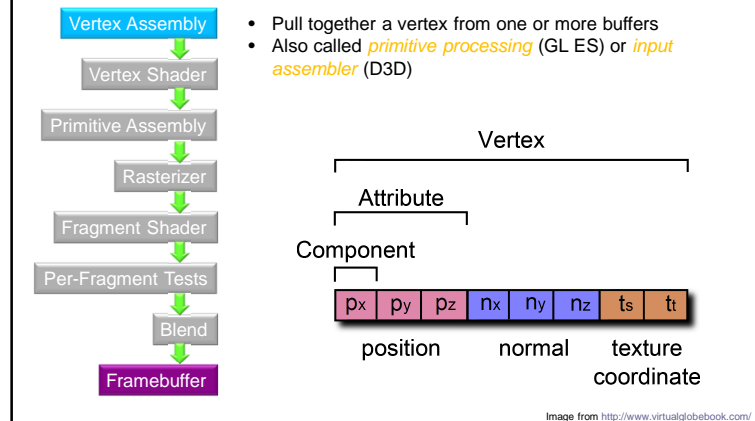 Vertex Assembly
Vertex Shader
Primitive Assembly
Rasterizer
Fragment Shader
Per-Fragment Tests
Blend
Framebuffer
• Pull together a vertex from one or more buffers
• Also called primitive processing (GL ES) or input
assembler (D3D)
Vertex
Attribute
Component
px py pz nx ny nz ts tt
position normal texture
coordinate
Image from http://www.virtualglobebook.com/